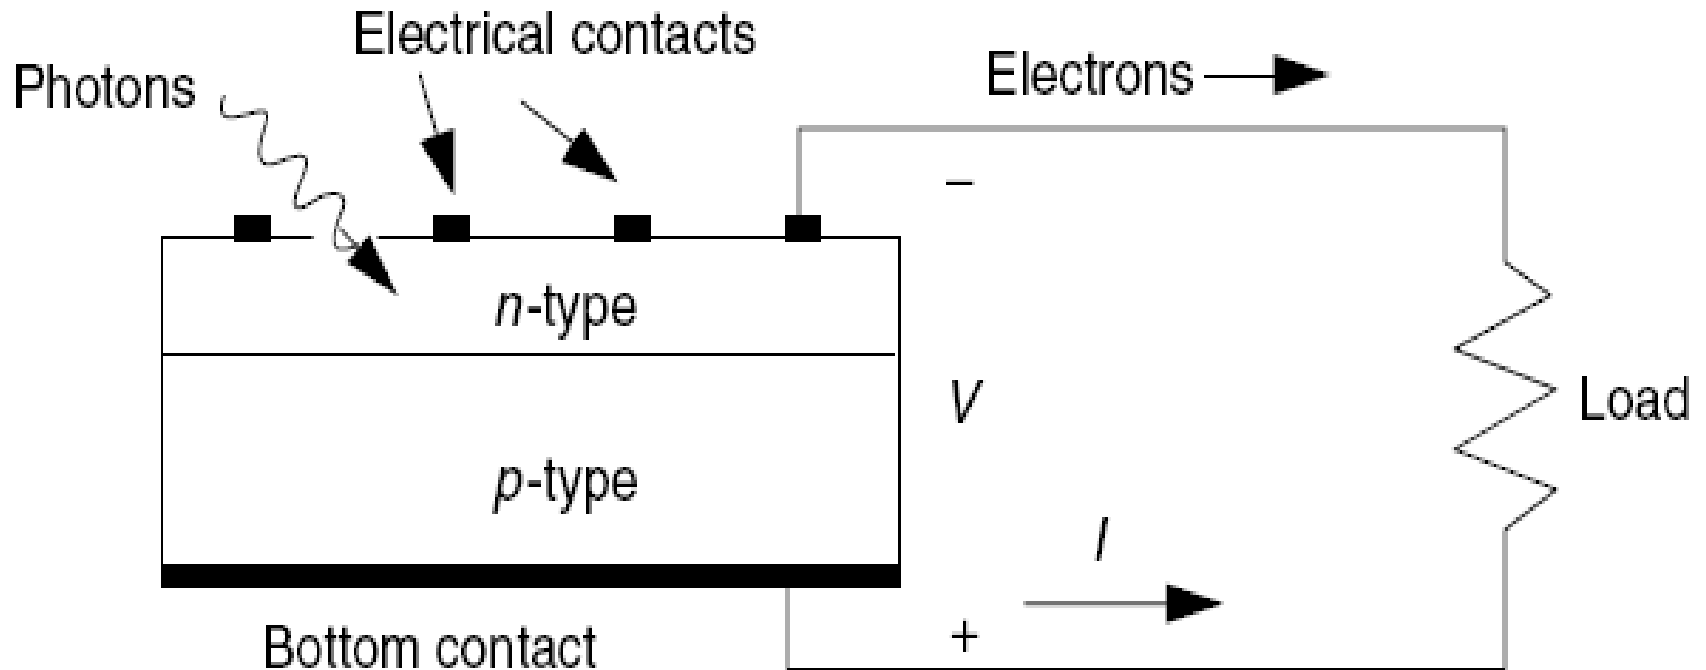 Electrical contacts
Photons
Electrons
–
n-type
V
Load
p-type
I
+
Bottom contact